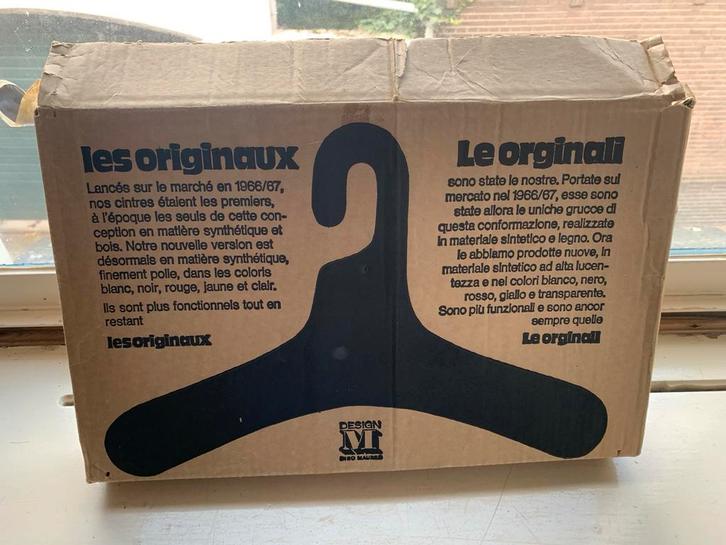 les originaux
Lancés sur le marché en 1966/67,
nos cintres étaient les premiers,
à l'époque les seuls de cette con-
ception en matière synthétique et
bois. Notre nouvelle version est
désormais en matière synthétique,
finement polie, dans les coloris
blanc, noir, rouge, jaune et clair.
Ils sont plus fonctionnels tout en
restant
les originaux
Le orginali
sono state le nostre. Portate sul
mercato nel 1966/67, esse sono
state allora le uniche grucce di
questa conformazione, realizzate
in materiale sintetico e legno. Ora
le abbiamo prodotte nuove, in
materiale sintetico ad alta lucen-
tezza e nei colori bianco, nero,
rosso, giallo e transparente.
Sono più funzionali e sono ancor
sempre quelle
Le orginali
DESIGN
M